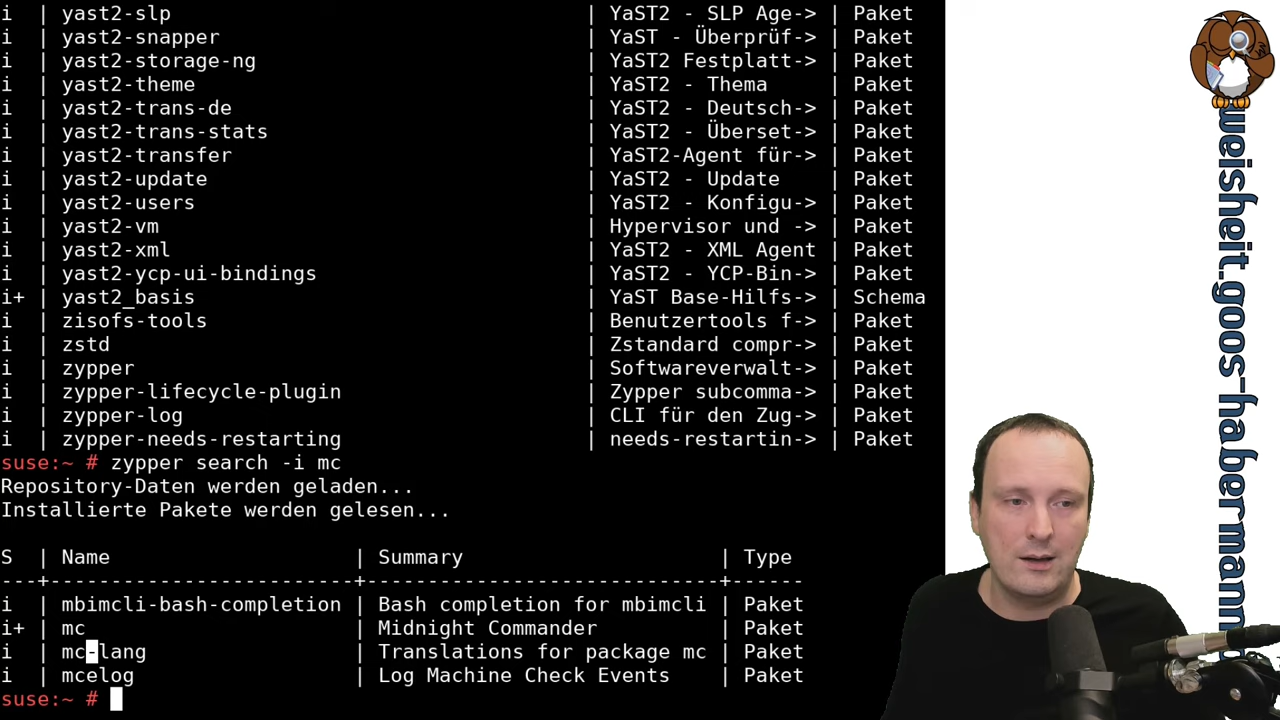 i  | yast2-slp | YaST2 - SLP Age-> | Paket
i  | yast2-snapper | YaST - Überprüf-> | Paket
i  | yast2-storage-ng | YaST2 Festplatt-> | Paket
i  | yast2-theme | YaST2 - Thema | Paket
i  | yast2-trans-de | YaST2 - Deutsch-> | Paket
i  | yast2-trans-stats | YaST2 - Überset-> | Paket
i  | yast2-transfer | YaST2-Agent für-> | Paket
i  | yast2-update | YaST2 - Update | Paket
i  | yast2-users | YaST2 - Konfigu-> | Paket
i  | yast2-vm | Hypervisor und -> | Paket
i  | yast2-xml | YaST2 - XML Agent | Paket
i  | yast2-ycp-ui-bindings | YaST2 - YCP-Bin-> | Paket
i+ | yast2_basis | YaST Base-Hilfs-> | Schema
i  | zisofs-tools | Benutzertools f-> | Paket
i  | zstd | Zstandard compr-> | Paket
i  | zypper | Softwareverwalt-> | Paket
i  | zypper-lifecycle-plugin | Zypper subcomma-> | Paket
i  | zypper-log | CLI für den Zug-> | Paket
i  | zypper-needs-restarting | needs-restartin-> | Paket
suse:~ # zypper search -i mc
Repository-Daten werden geladen...
Installierte Pakete werden gelesen...
S  | Name | Summary | Type
---+-------------------------+-----------------------------+------
i  | mbimcli-bash-completion | Bash completion for mbimcli | Paket
i+ | mc | Midnight Commander | Paket
i  | mc-lang | Translations for package mc | Paket
i  | mcelog | Log Machine Check Events | Paket
suse:~ #
weisheit.goos-habermann.